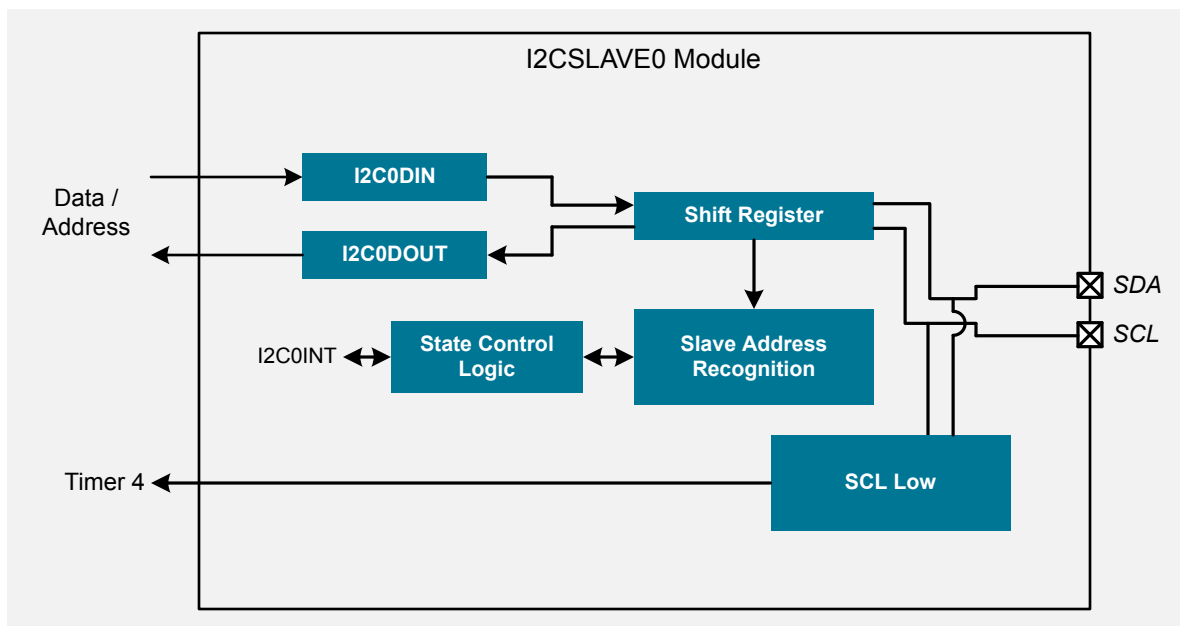 I2CSLAVE0 Module
I2C0DIN
Data /
Address
Shift Register
I2C0DOUT
SDA
SCL
I2C0INT
State Control
Logic
Slave Address
Recognition
Timer 4
SCL Low